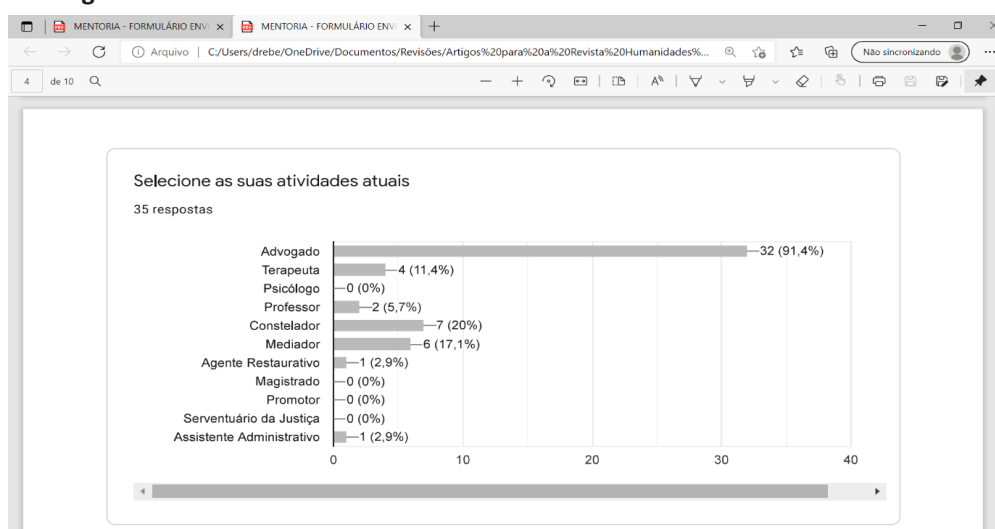 MENTORIA - FORMULÁRIO ENVI
MENTORIA - FORMULÁRIO ENVI
Arquivo | C:/Users/drebe/OneDrive/Documentos/Revisões/Artigos%20para%20a%20Revista%20Humanidades%...
Não sincronizando
4 de 10
Selecione as suas atividades atuais
35 respostas
Advogado 32 (91,4%)
Terapeuta 4 (11,4%)
Psicólogo 0 (0%)
Professor 2 (5,7%)
Constelador 7 (20%)
Mediador 6 (17,1%)
Agente Restaurativo 1 (2,9%)
Magistrado 0 (0%)
Promotor 0 (0%)
Serventuário da Justiça 0 (0%)
Assistente Administrativo 1 (2,9%)
0 10 20 30 40